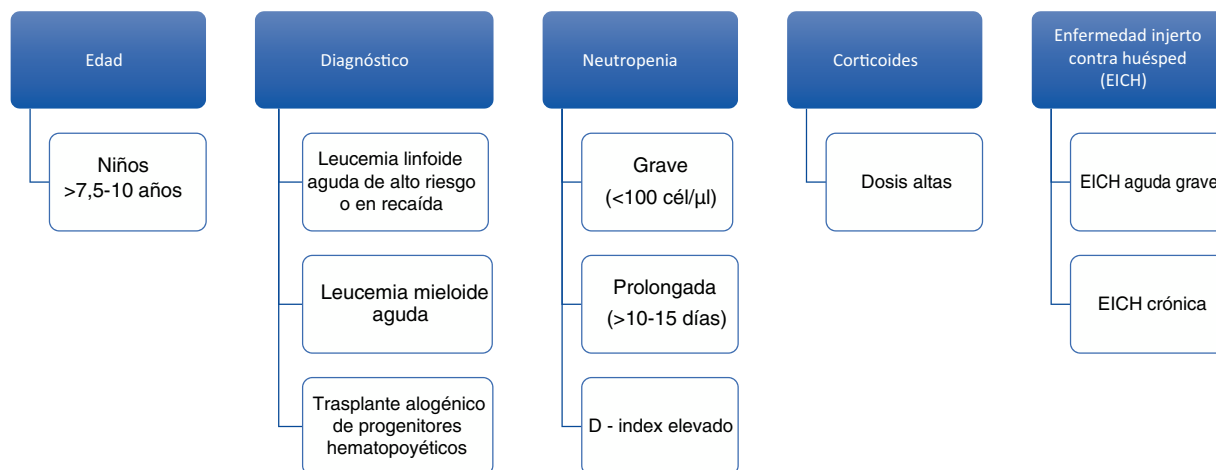 Edad
Niños
>7,5-10 años
Diagnóstico
Leucemia linfoide
aguda de alto riesgo
o en recaída
Leucemia mieloide
aguda
Trasplante alogénico
de progenitores
hematopoyéticos
Neutropenia
Grave
(<100 cél/µl)
Prolongada
(>10-15 días)
D - index elevado
Corticoides
Dosis altas
Enfermedad injerto
contra huésped
(EICH)
EICH aguda grave
EICH crónica